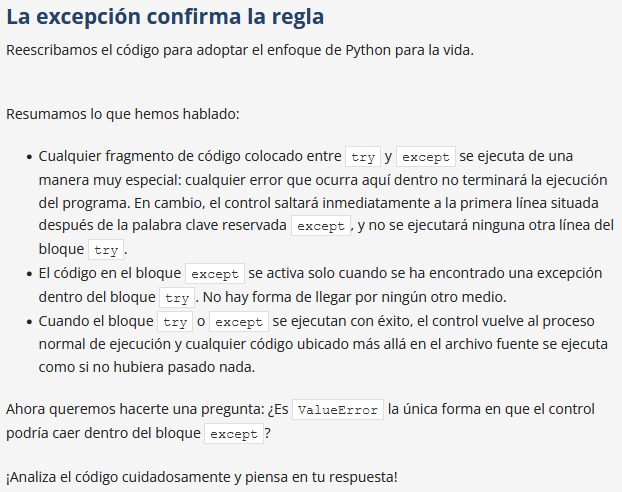 La excepción confirma la regla
Reescribamos el código para adoptar el enfoque de Python para la vida.
Resumamos lo que hemos hablado:
• Cualquier fragmento de código colocado entre try y except se ejecuta de una
manera muy especial: cualquier error que ocurra aquí dentro no terminará la ejecución
del programa. En cambio, el control saltará inmediatamente a la primera línea situada
después de la palabra clave reservada except, y no se ejecutará ninguna otra línea del
bloque try.
• El código en el bloque except se activa solo cuando se ha encontrado una excepción
dentro del bloque try. No hay forma de llegar por ningún otro medio.
• Cuando el bloque try o except se ejecutan con éxito, el control vuelve al proceso
normal de ejecución y cualquier código ubicado más allá en el archivo fuente se ejecuta
como si no hubiera pasado nada.
Ahora queremos hacerte una pregunta: ¿Es ValueError la única forma en que el control
podría caer dentro del bloque except?
¡Analiza el código cuidadosamente y piensa en tu respuesta!